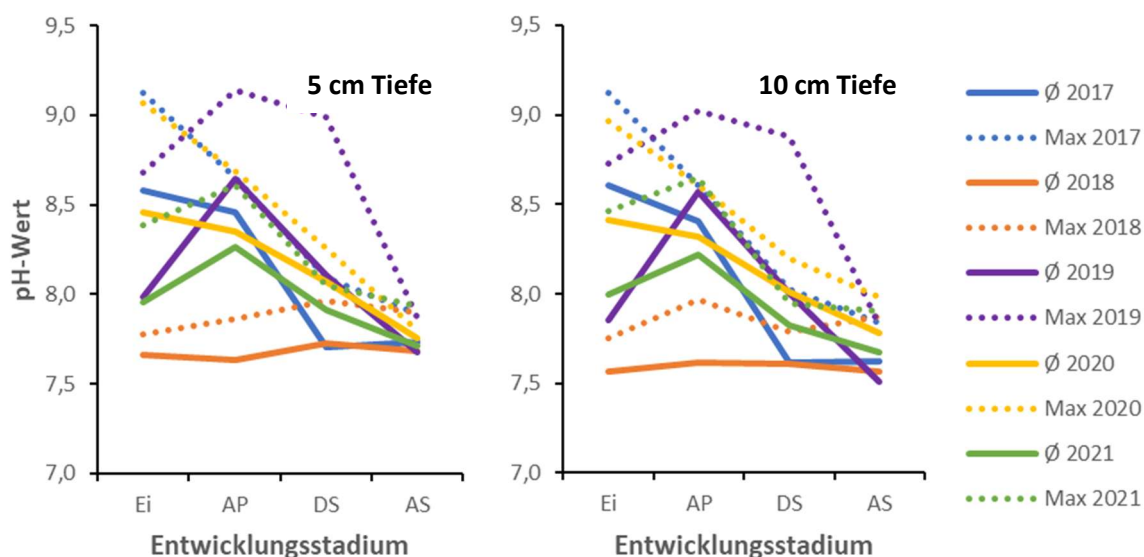 9,5
9,0
8,5
8,0
7,5
7,0
pH-Wert
5 cm Tiefe
Ei AP DS AS
Entwicklungsstadium
9,5
9,0
8,5
8,0
7,5
7,0
10 cm Tiefe
Ei AP DS AS
Entwicklungsstadium
Ø 2017
Max 2017
Ø 2018
Max 2018
Ø 2019
Max 2019
Ø 2020
Max 2020
Ø 2021
Max 2021